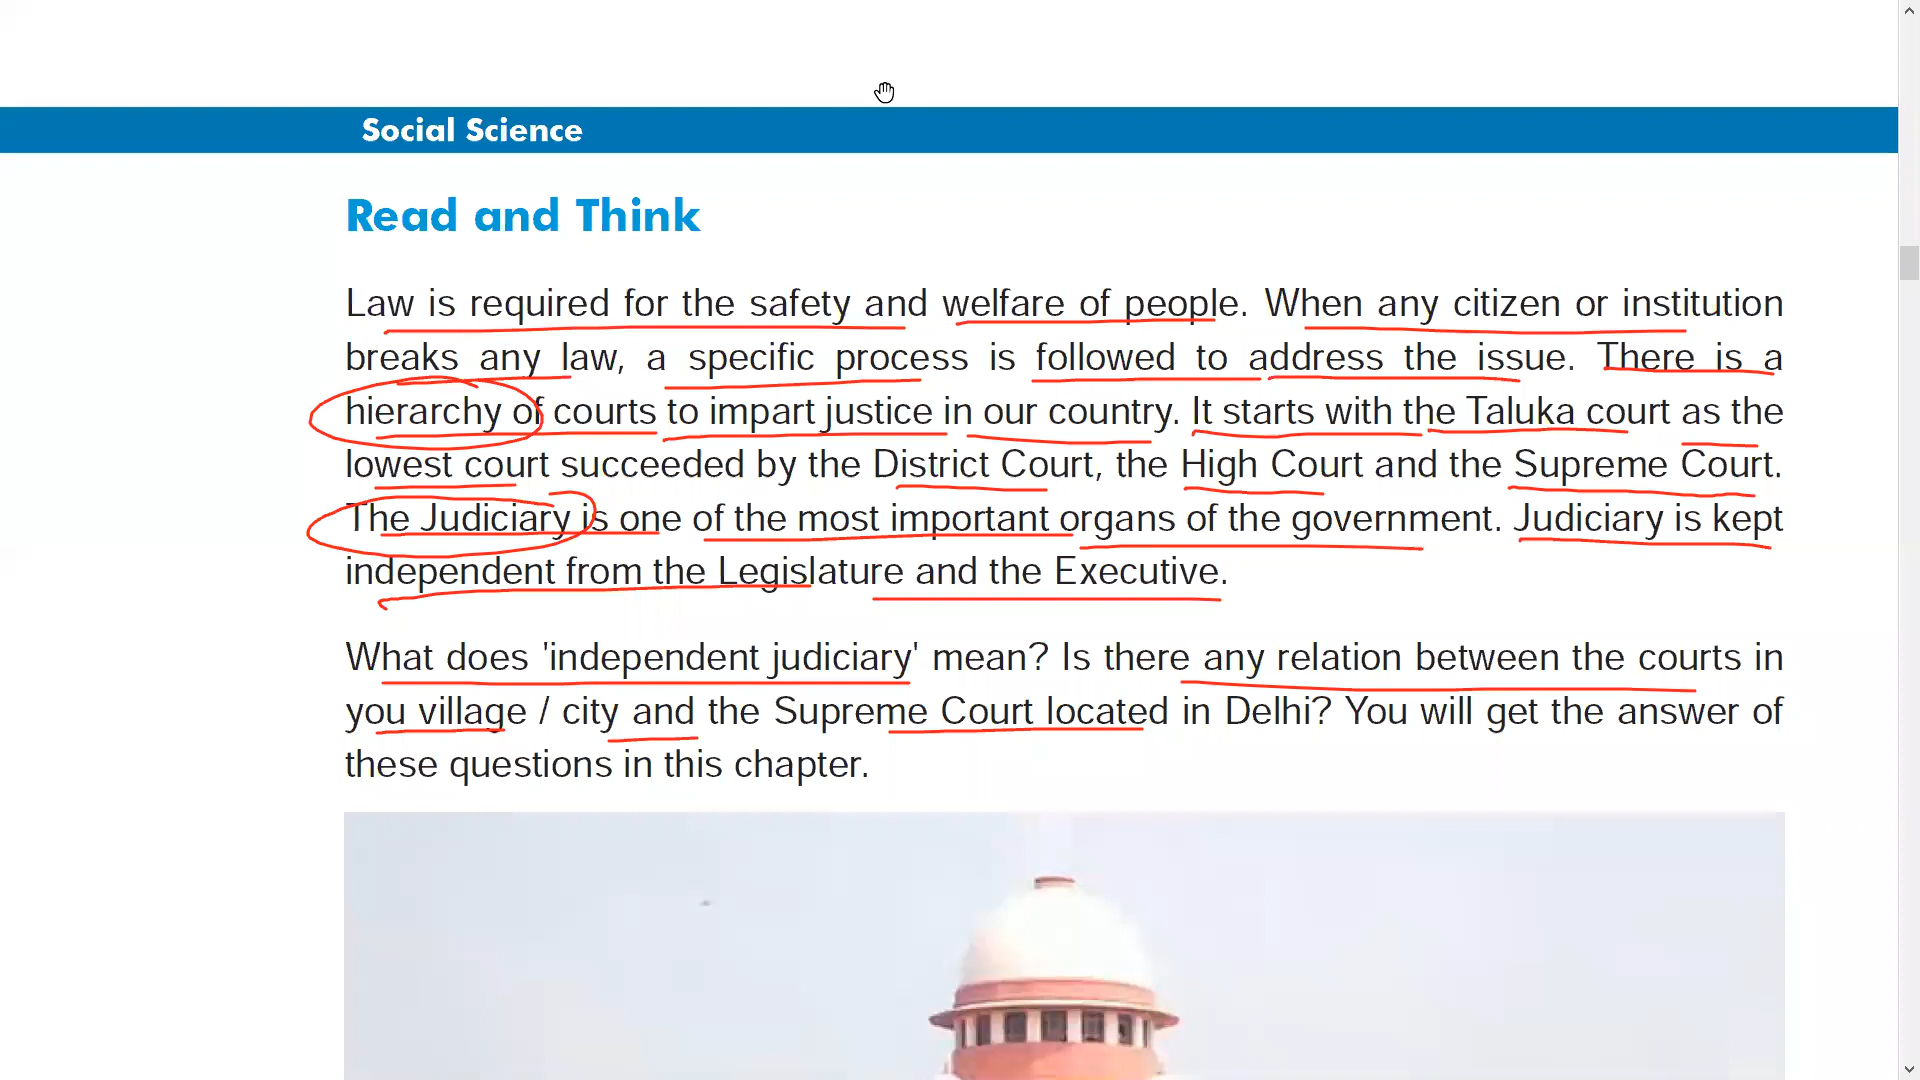 Social Science
Read and Think
Law is required for the safety and welfare of people. When any citizen or institution
breaks any law, a specific process is followed to address the issue. There is a
hierarchy of courts to impart justice in our country. It starts with the Taluka court as the
lowest court succeeded by the District Court, the High Court and the Supreme Court.
The Judiciary is one of the most important organs of the government. Judiciary is kept
independent from the Legislature and the Executive.
What does 'independent judiciary' mean? Is there any relation between the courts in
you village / city and the Supreme Court located in Delhi? You will get the answer of
these questions in this chapter.